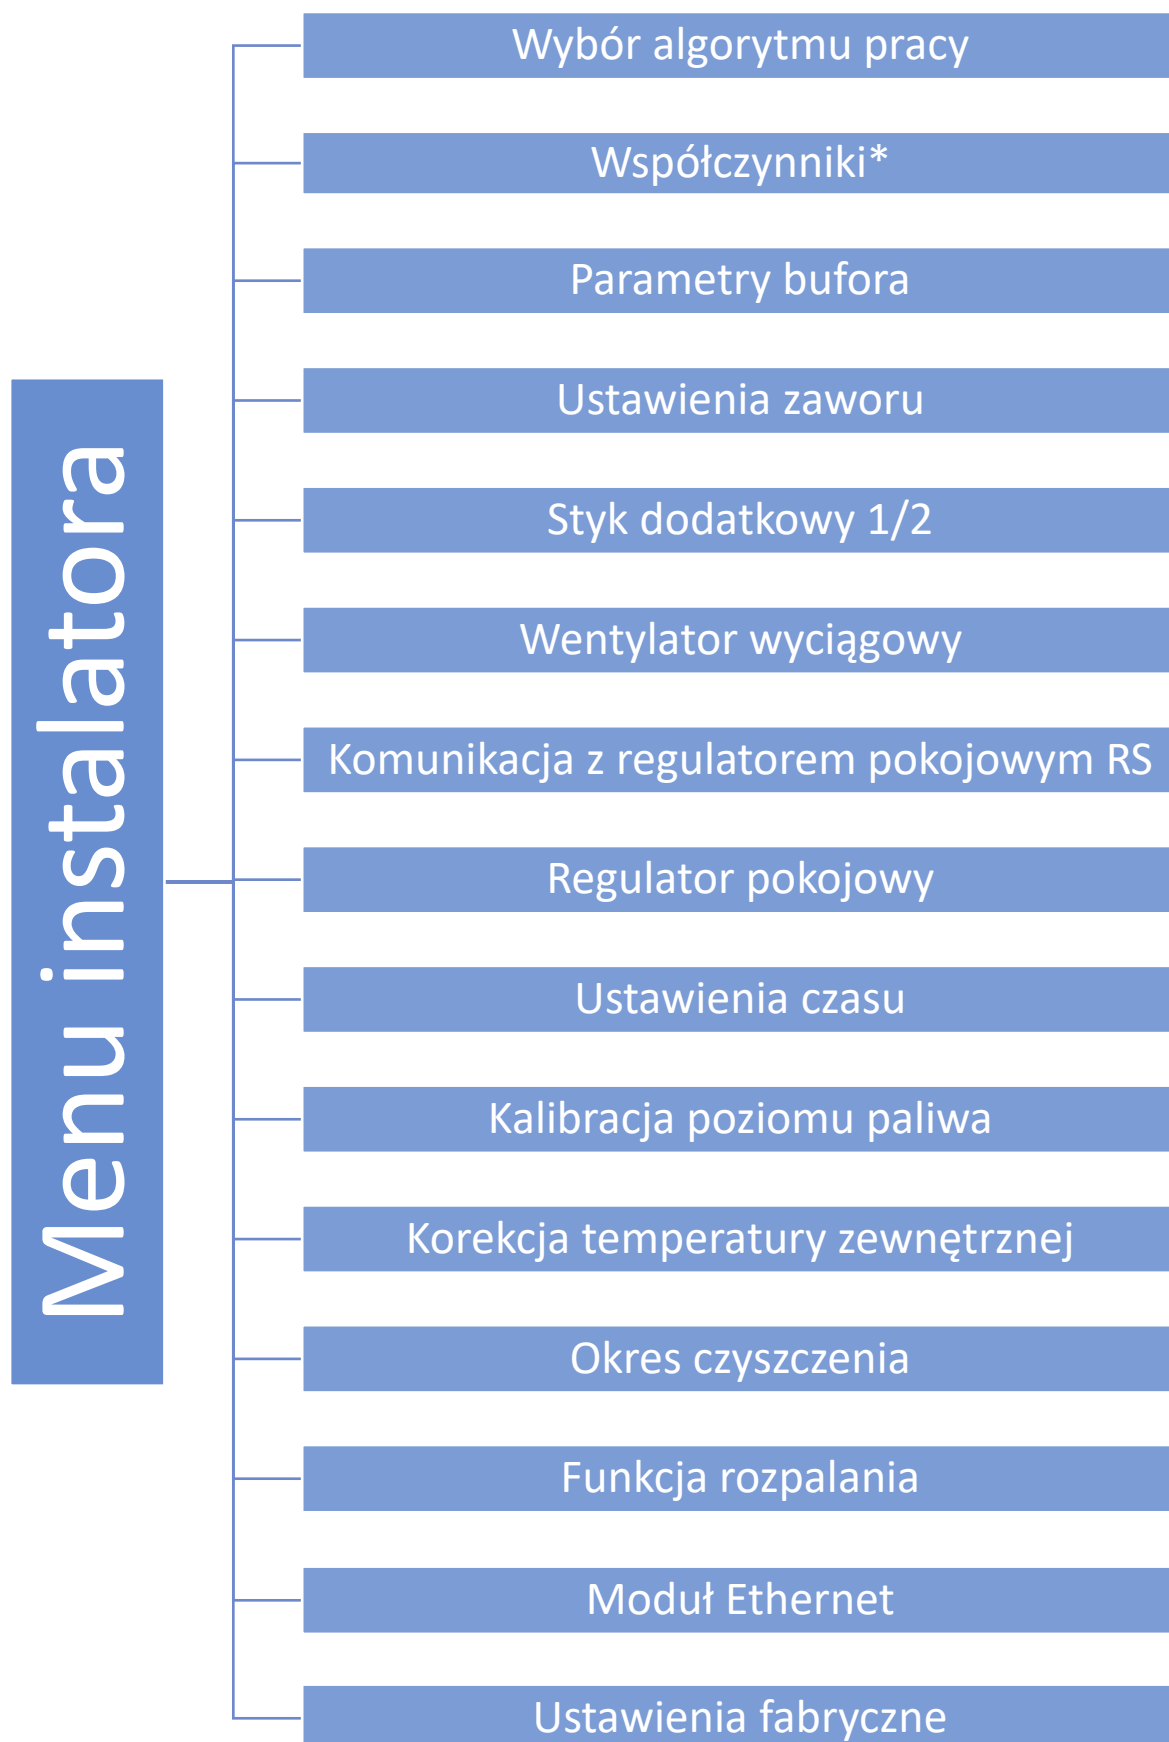 Menu instalatora
Wybór algorytmu pracy
Współczynniki*
Parametry bufora
Ustawienia zaworu
Styk dodatkowy 1/2
Wentylator wyciągowy
Komunikacja z regulatorem pokojowym RS
Regulator pokojowy
Ustawienia czasu
Kalibracja poziomu paliwa
Korekcja temperatury zewnętrznej
Okres czyszczenia
Funkcja rozpalania
Moduł Ethernet
Ustawienia fabryczne